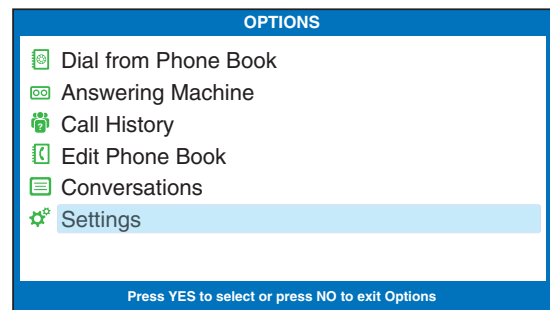 OPTIONS
Dial from Phone Book
Answering Machine
Call History
Edit Phone Book
Conversations
Settings
Press YES to select or press NO to exit Options